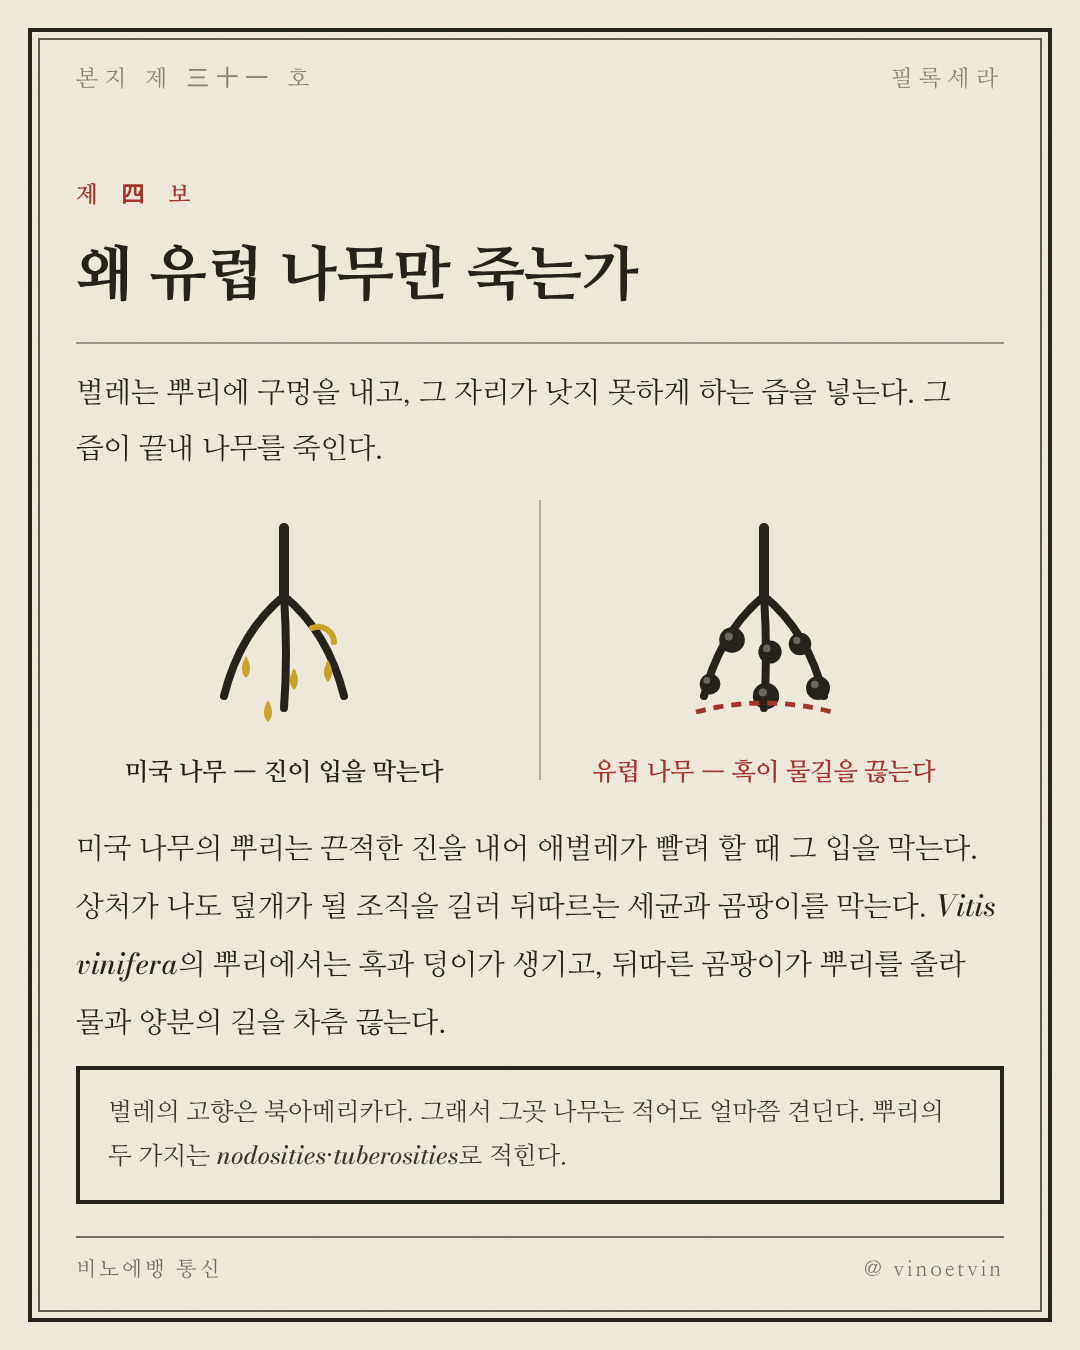 본지 제 三十一 호
필록세라
제 四 보
왜 유럽 나무만 죽는가
벌레는 뿌리에 구멍을 내고, 그 자리가 낫지 못하게 하는 즙을 넣는다. 그
즙이 끝내 나무를 죽인다.
미국 나무 — 진이 입을 막는다
유럽 나무 — 혹이 물길을 끊는다
미국 나무의 뿌리는 끈적한 진을 내어 애벌레가 빨려 할 때 그 입을 막는다.
상처가 나도 덮개가 될 조직을 길러 뒤따르는 세균과 곰팡이를 막는다. Vitis
vinifera의 뿌리에서는 혹과 덩이가 생기고, 뒤따른 곰팡이가 뿌리를 졸라
물과 양분의 길을 차츰 끊는다.
벌레의 고향은 북아메리카다. 그래서 그곳 나무는 적어도 얼마쯤 견딘다. 뿌리의
두 가지는 nodosities·tuberosities로 적힌다.
비노에뱅 통신
@ vinoetvin